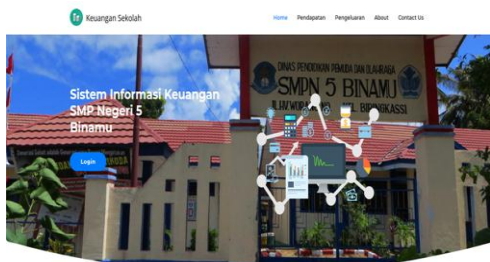 Keuangan Sekolah
Home Pendapatan Pengeluaran About Contact Us
DINAS PENDIDIKAN PEMUDA DAN OLAHRAGA
SMPN 5 BINAMU
Sistem Informasi Keuangan
SMP Negeri 5
Binamu
Login